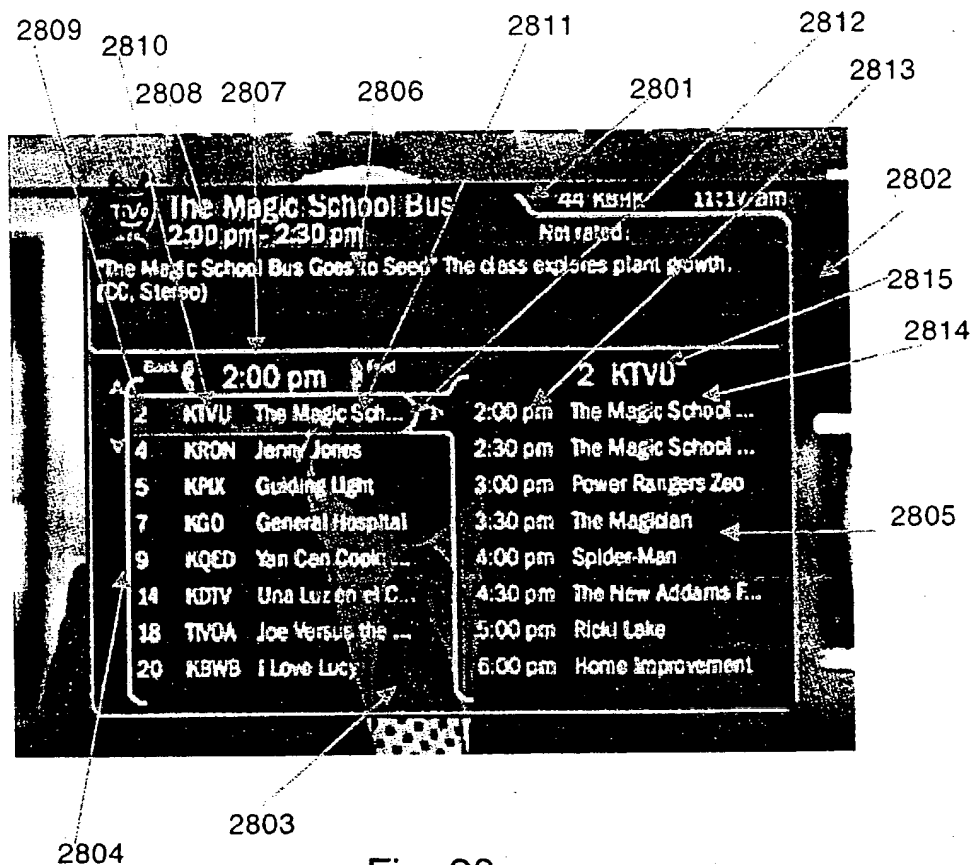 2809
2810
2811
2812
2813
2808
2807
2806
2801
2802
2815
2814
2805
The Magic School Bus
44 KBHK
11:17 am
2:00 pm - 2:30 pm
Not rated.
"The Magic School Bus Goes to Seed" The class explores plant growth.
(CC, Stereo)
Back
2:00 pm
Fwd
2 KTVU
2 KTVU The Magic Sch...
2:00 pm The Magic School ...
4 KRON Jenny Jones
2:30 pm The Magic School ...
5 KPIX Guiding Light
3:00 pm Power Rangers Zeo
7 KGO General Hospital
3:30 pm The Magician
9 KQED Yan Can Cook: ...
4:00 pm Spider-Man
14 KDTV Una Luz en el C...
4:30 pm The New Addams F...
18 TIVOA Joe Versus the ...
5:00 pm Ricki Lake
20 KBWB I Love Lucy
6:00 pm Home Improvement
2803
2804